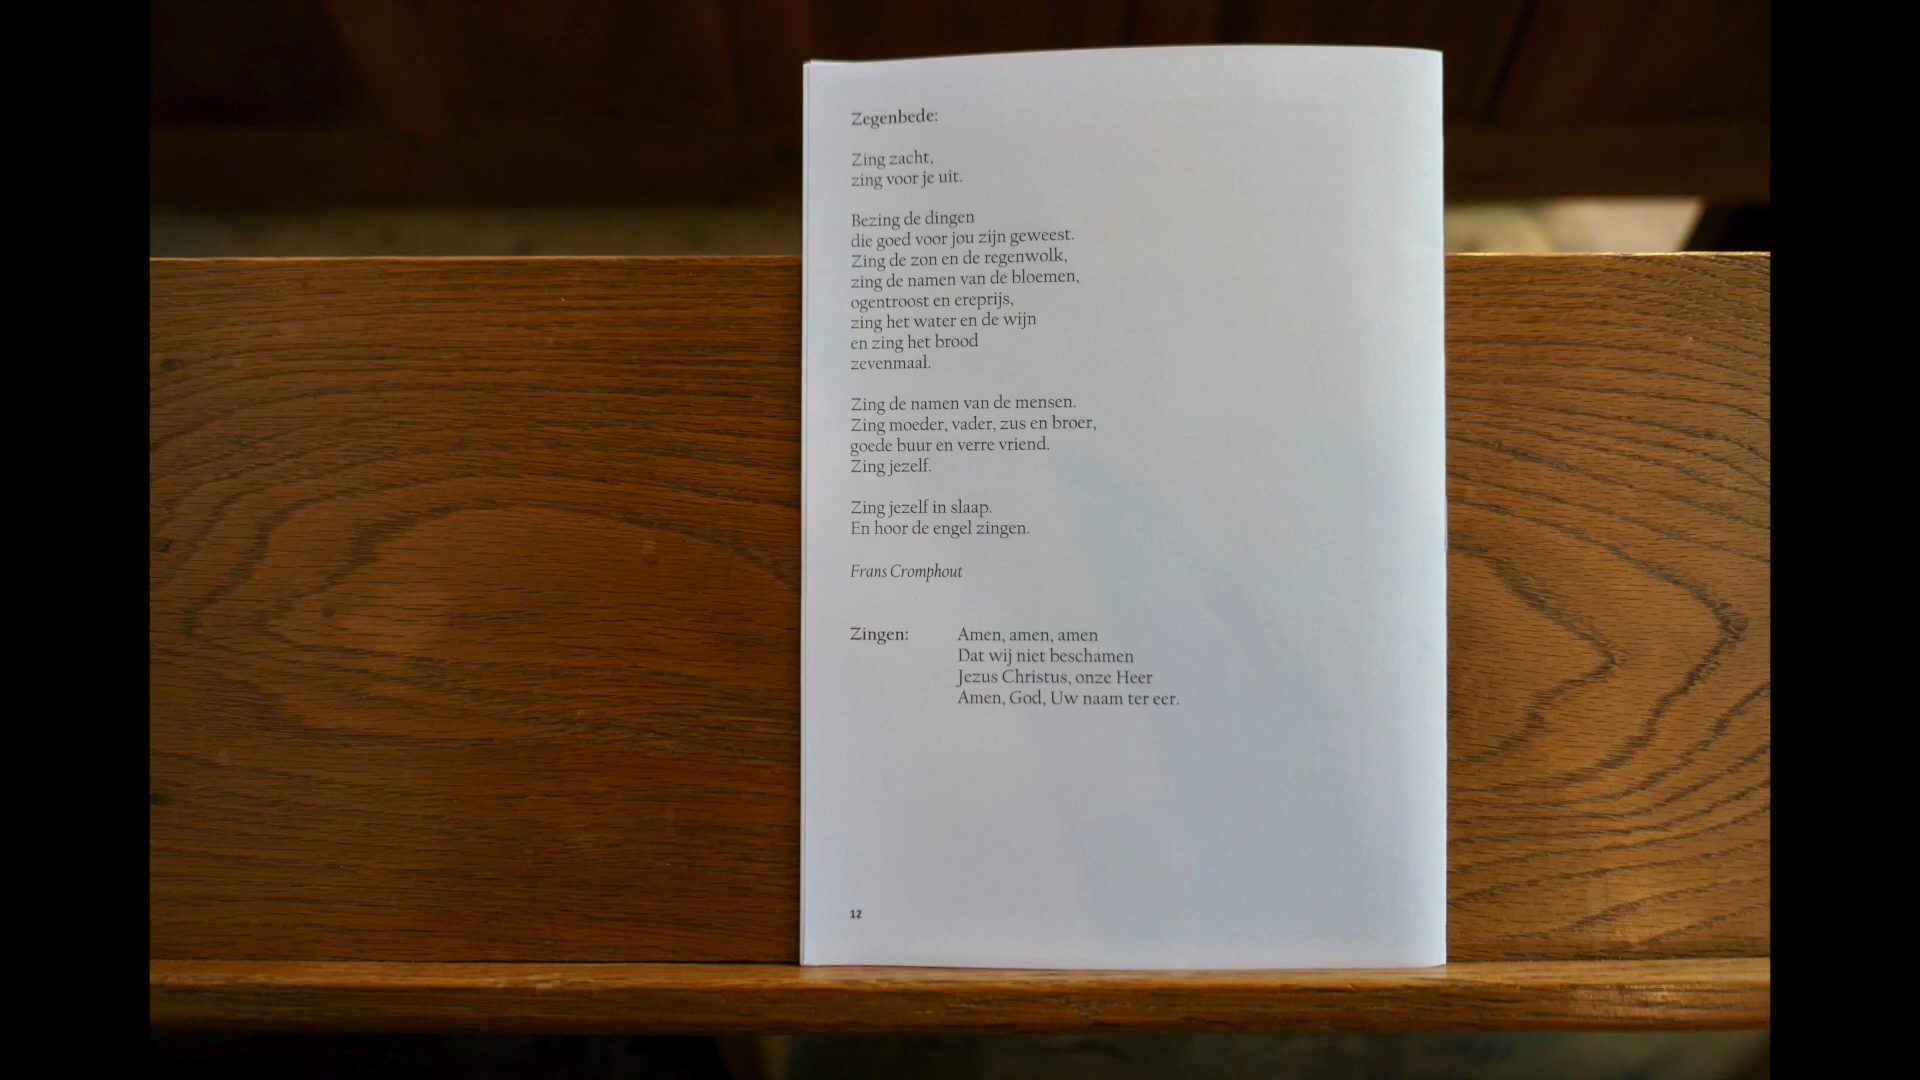 Zegenbede:
Zing zacht,
zing voor je uit.
Bezing de dingen
die goed voor jou zijn geweest.
Zing de zon en de regenwolk,
zing de namen van de bloemen,
ogentroost en ereprijs,
zing het water en de wijn
en zing het brood
zevenmaal.
Zing de namen van de mensen.
Zing moeder, vader, zus en broer,
goede buur en verre vriend.
Zing jezelf.
Zing jezelf in slaap.
En hoor de engel zingen.
Frans Cromphout
Zingen: Amen, amen, amen
Dat wij niet beschamen
Jezus Christus, onze Heer
Amen, God, Uw naam ter eer.
12